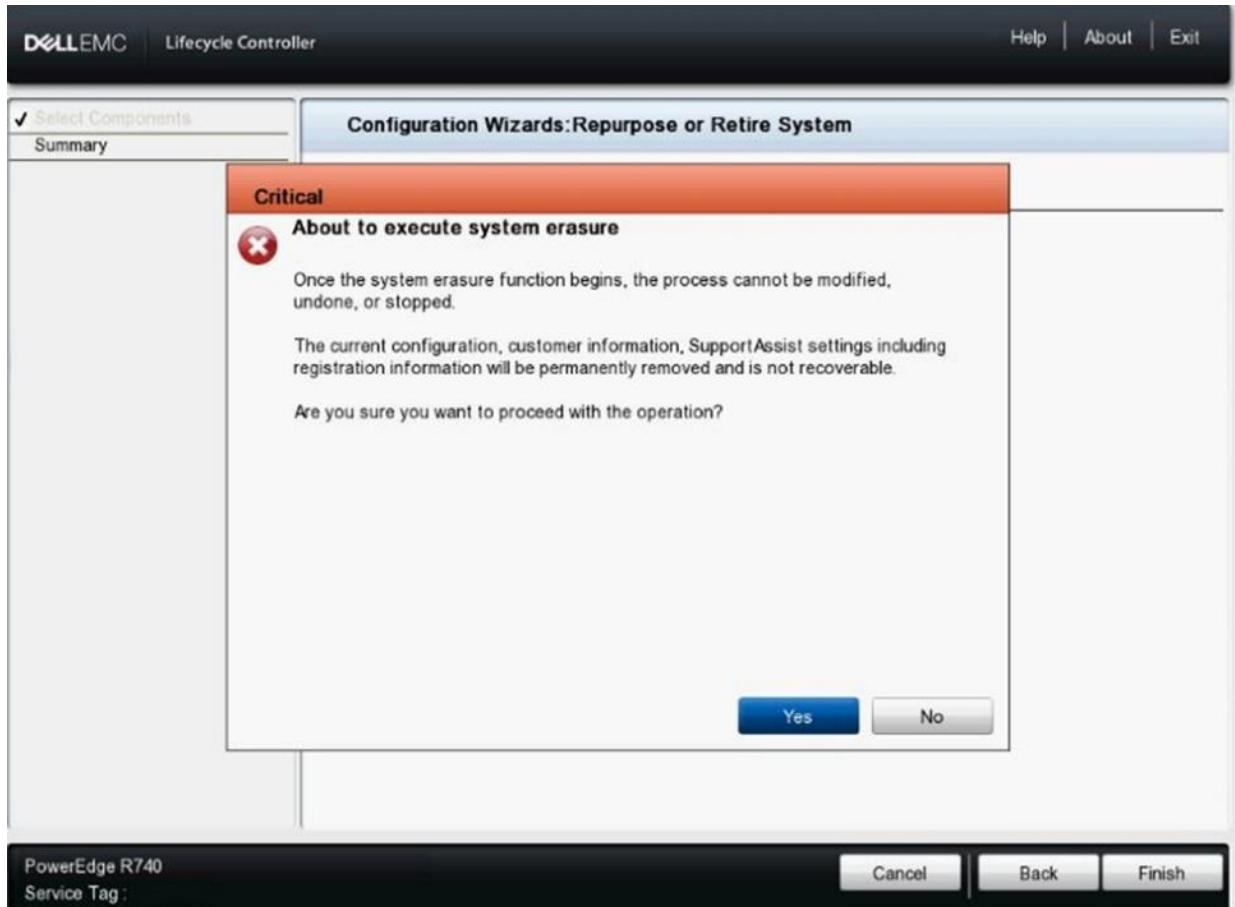 DELLEMC Lifecycle Controller Help About Exit
Select Components
Summary
Configuration Wizards:Repurpose or Retire System
Critical
About to execute system erasure
Once the system erasure function begins, the process cannot be modified,
undone, or stopped.
The current configuration, customer information, SupportAssist settings including
registration information will be permanently removed and is not recoverable.
Are you sure you want to proceed with the operation?
Yes No
PowerEdge R740
Service Tag :
Cancel Back Finish